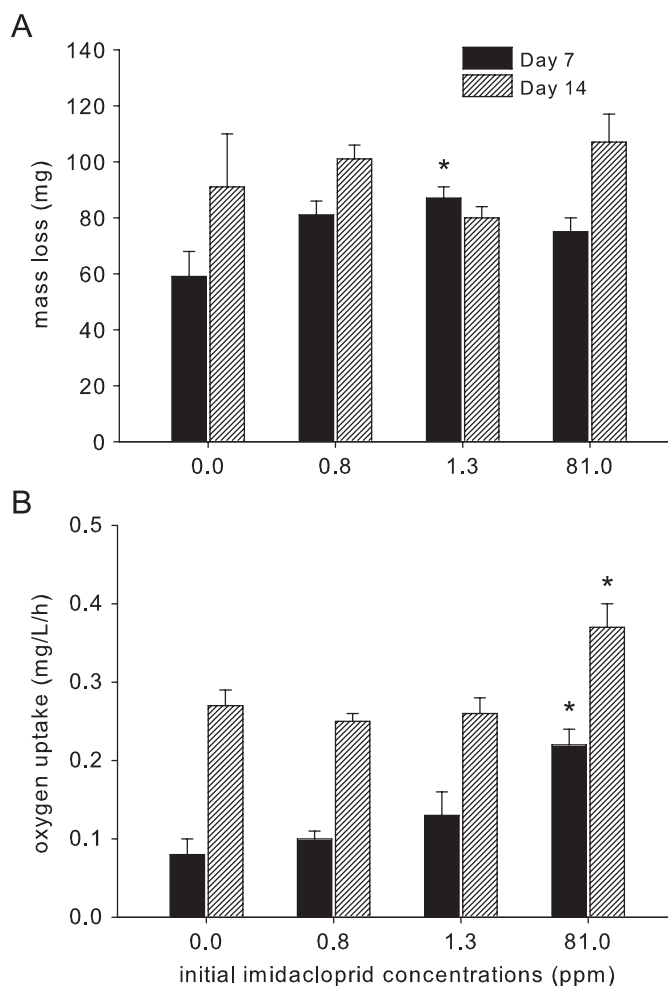 A
140
120
100
80
60
40
20
0
mass loss (mg)
Day 7
Day 14
*
0.0 0.8 1.3 81.0
B
0.5
0.4
0.3
0.2
0.1
0.0
oxygen uptake (mg/L/h)
*
*
0.0 0.8 1.3 81.0
initial imidacloprid concentrations (ppm)